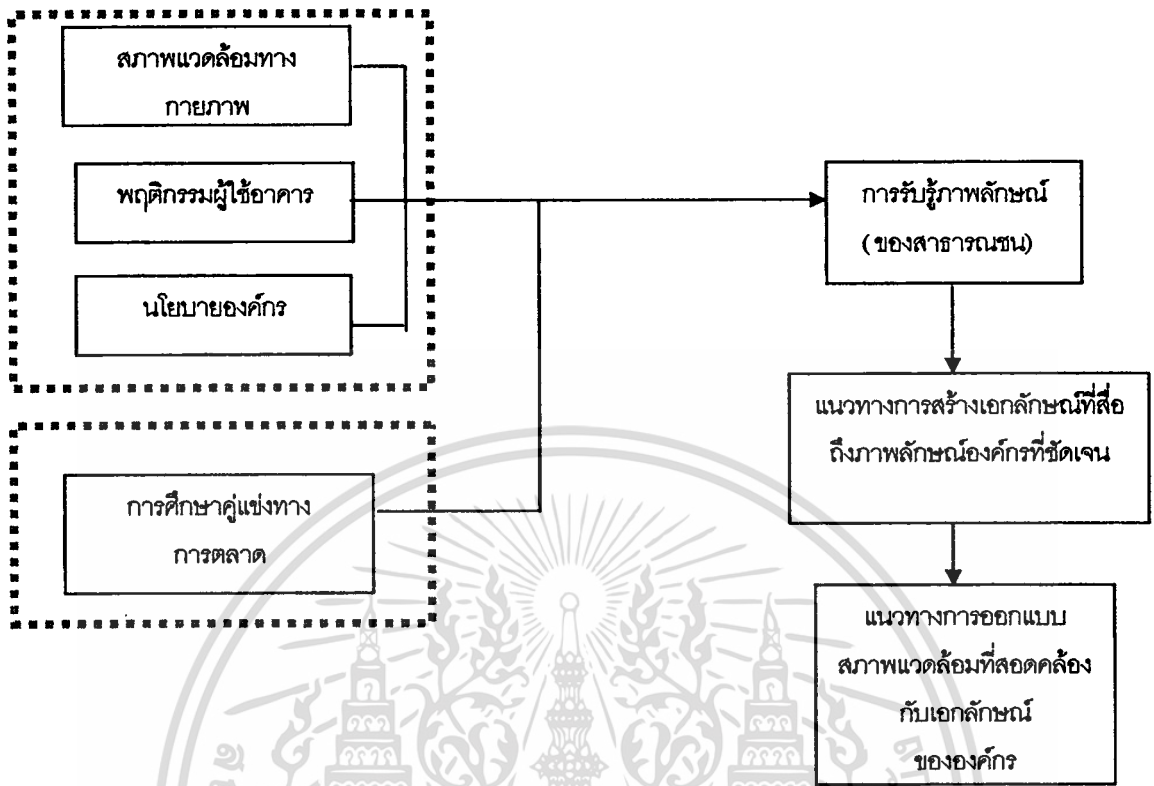 สภาพแวดล้อมทาง
กายภาพ
พฤติกรรมผู้ใช้อาคาร
นโยบายองค์กร
การศึกษาคู่แข่งทาง
การตลาด
การรับรู้ภาพลักษณ์
(ของสาธารณชน)
แนวทางการสร้างเอกลักษณ์ที่สื่อ
ถึงภาพลักษณ์องค์กรที่ชัดเจน
แนวทางการออกแบบ
สภาพแวดล้อมที่สอดคล้อง
กับเอกลักษณ์
ขององค์กร